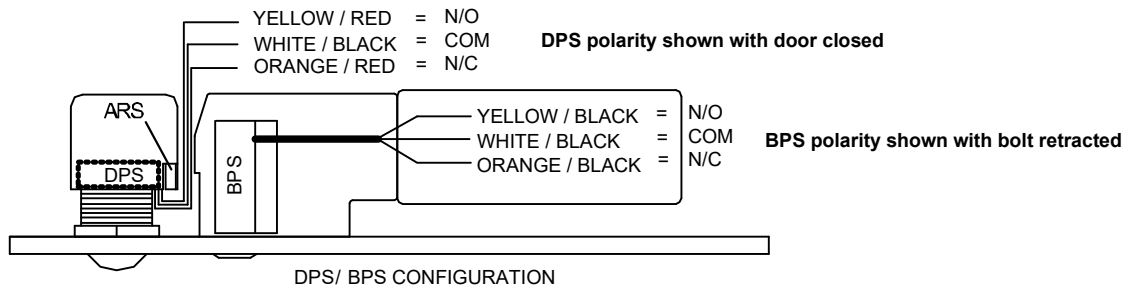 YELLOW / RED = N/O
WHITE / BLACK = COM DPS polarity shown with door closed
ORANGE / RED = N/C
ARS
DPS
BPS
YELLOW / BLACK = N/O
WHITE / BLACK = COM BPS polarity shown with bolt retracted
ORANGE / BLACK = N/C
DPS/ BPS CONFIGURATION